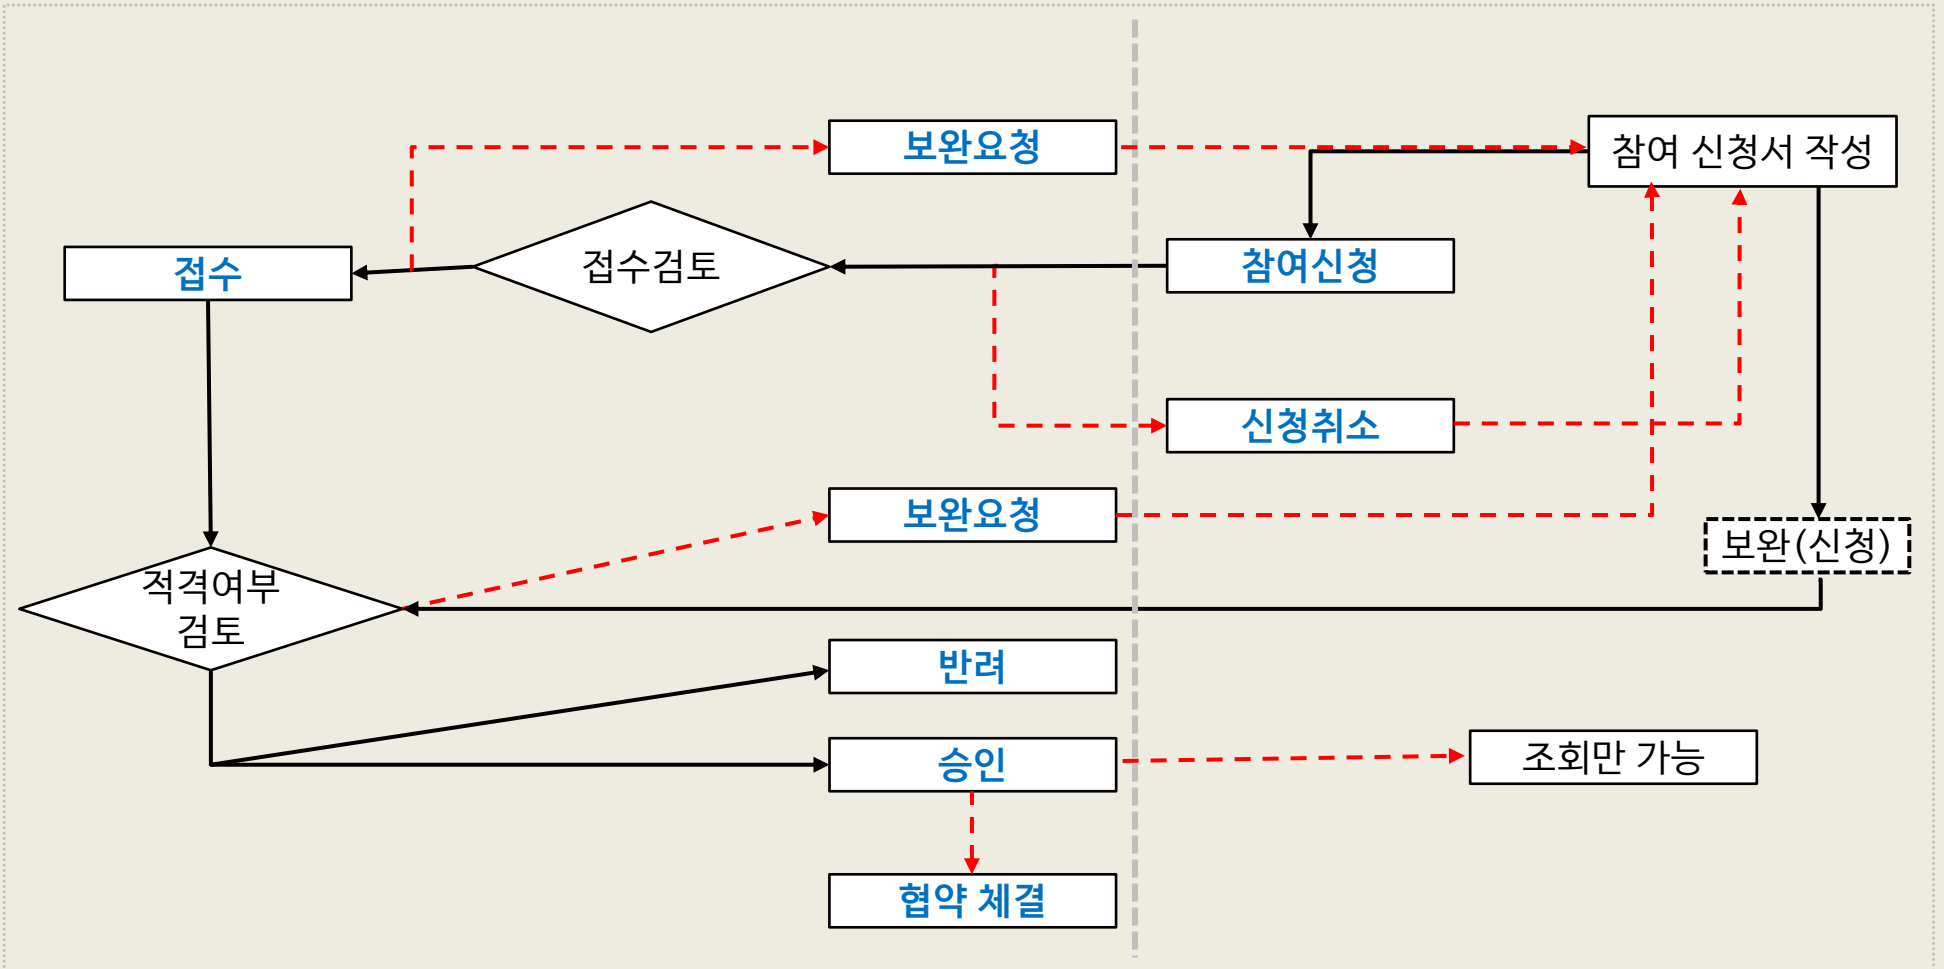 보완요청
참여 신청서 작성
접수
접수검토
참여신청
신청취소
보완요청
보완(신청)
적격여부
검토
반려
승인
조회만 가능
협약 체결